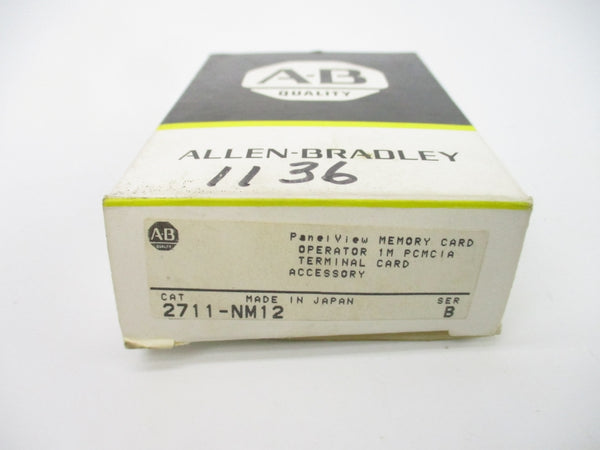 A-B
QUALITY
ALLEN-BRADLEY
1136
AB
QUALITY
PanelView MEMORY CARD
OPERATOR 1M PCMCIA
TERMINAL CARD
ACCESSORY
CAT MADE IN JAPAN SER
2711-NM12 B